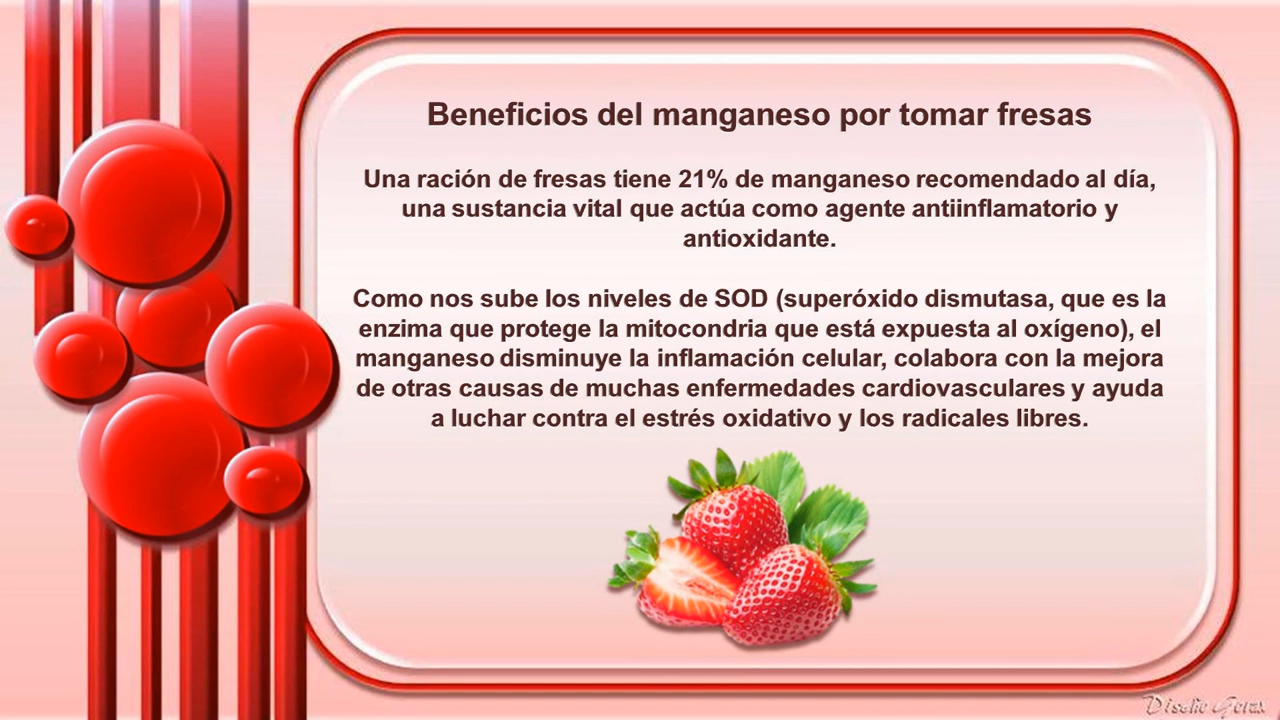 Beneficios del manganeso por tomar fresas
Una ración de fresas tiene 21% de manganeso recomendado al día,
una sustancia vital que actúa como agente antiinflamatorio y
antioxidante.
Como nos sube los niveles de SOD (superóxido dismutasa, que es la
enzima que protege la mitocondria que está expuesta al oxígeno), el
manganeso disminuye la inflamación celular, colabora con la mejora
de otras causas de muchas enfermedades cardiovasculares y ayuda
a luchar contra el estrés oxidativo y los radicales libres.